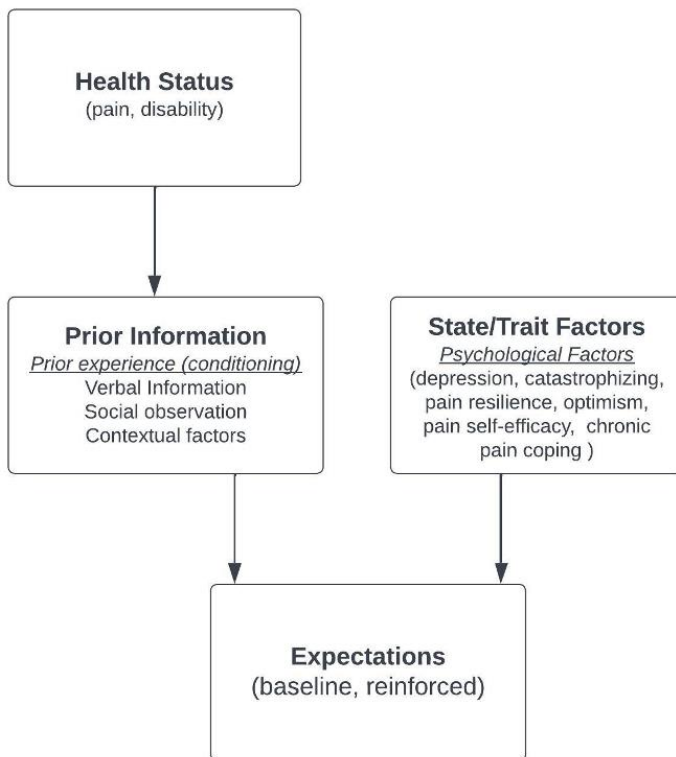 Health Status
(pain, disability)
Prior Information
Prior experience (conditioning)
Verbal Information
Social observation
Contextual factors
State/Trait Factors
Psychological Factors
(depression, catastrophizing,
pain resilience, optimism,
pain self-efficacy, chronic
pain coping )
Expectations
(baseline, reinforced)